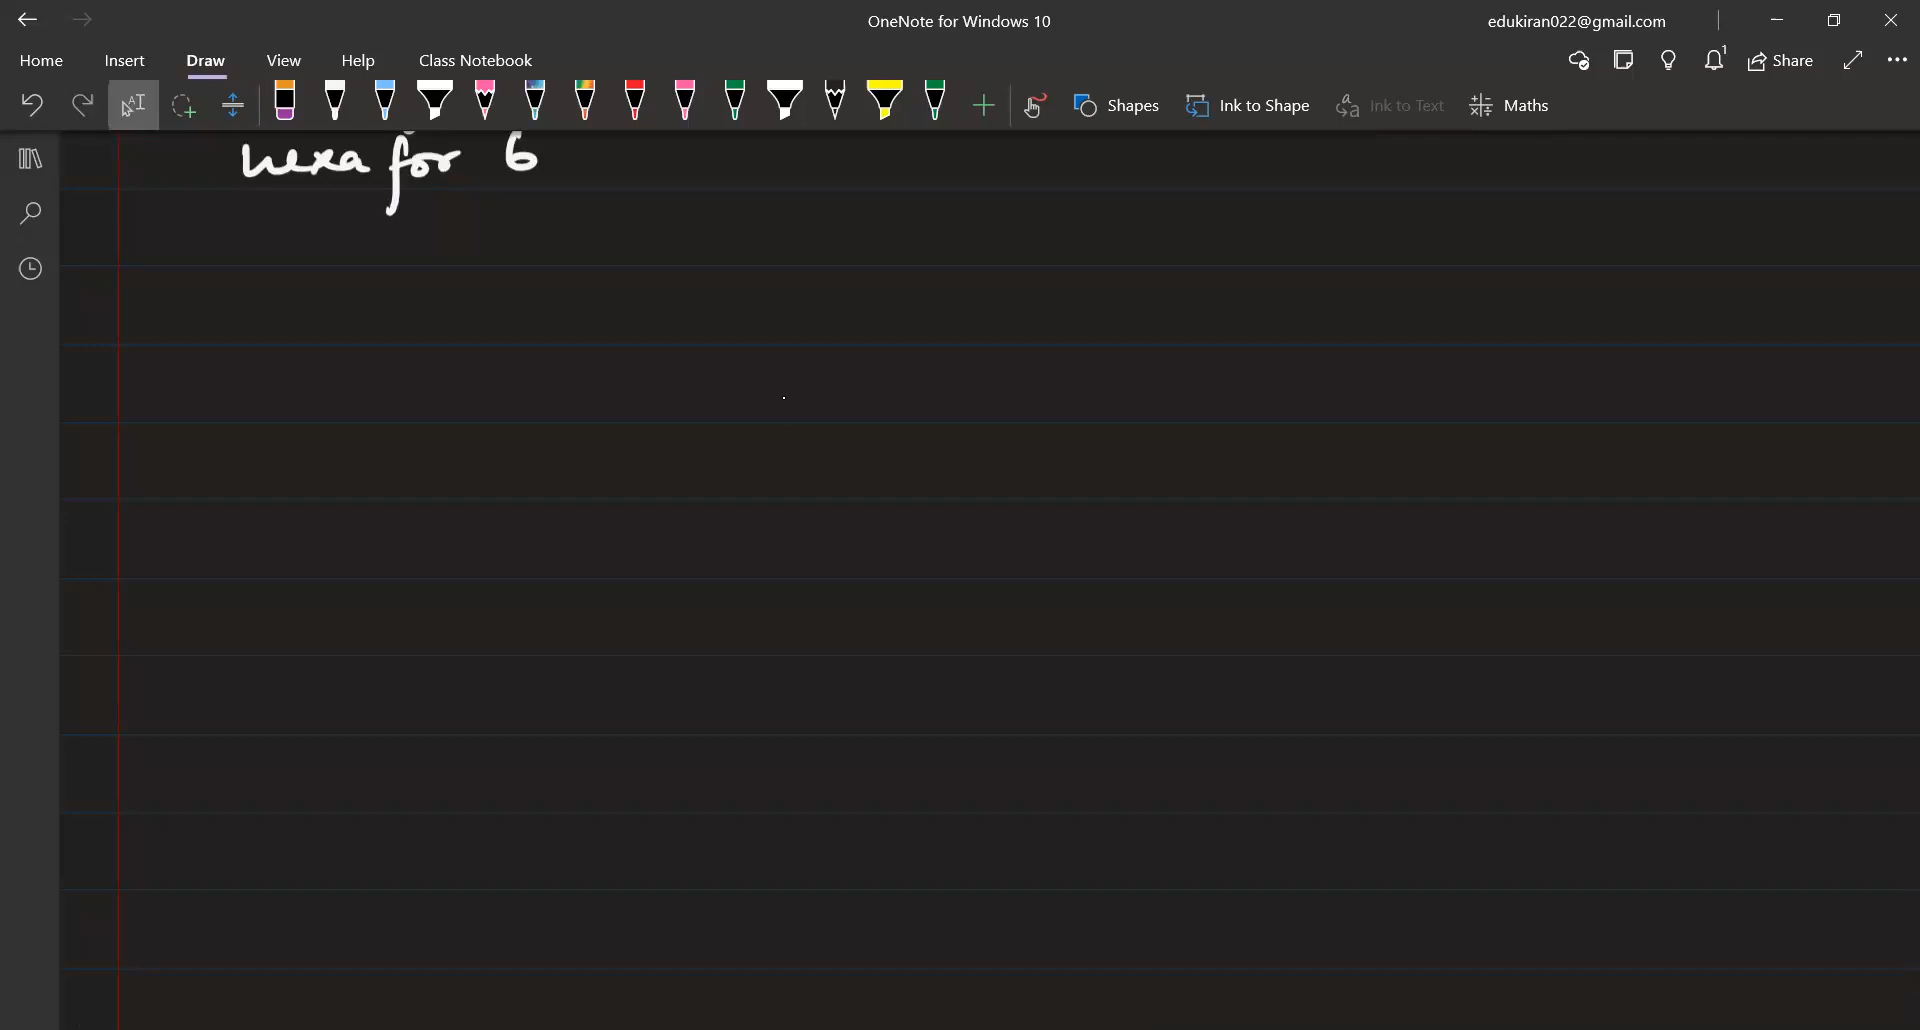 OneNote for Windows 10
edukiran022@gmail.com
Home Insert Draw View Help Class Notebook
1
Share
Shapes
Ink to Shape
Ink to Text
Maths
hexa for 6